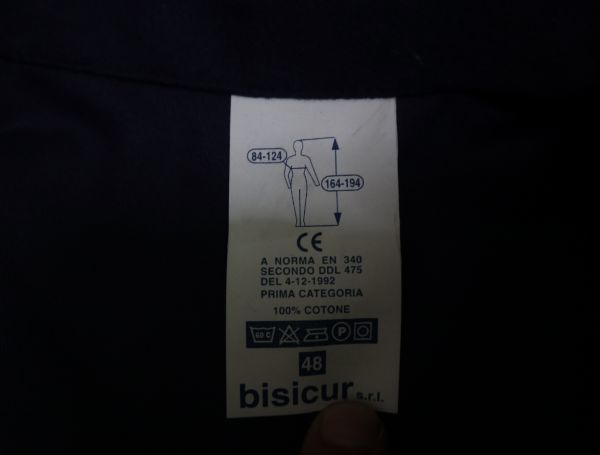 84-124
164-194
CE
A NORMA EN 340
SECONDO DDL 475
DEL 4-12-1992
PRIMA CATEGORIA
100% COTONE
60 C P
48
bisicur s.r.l.